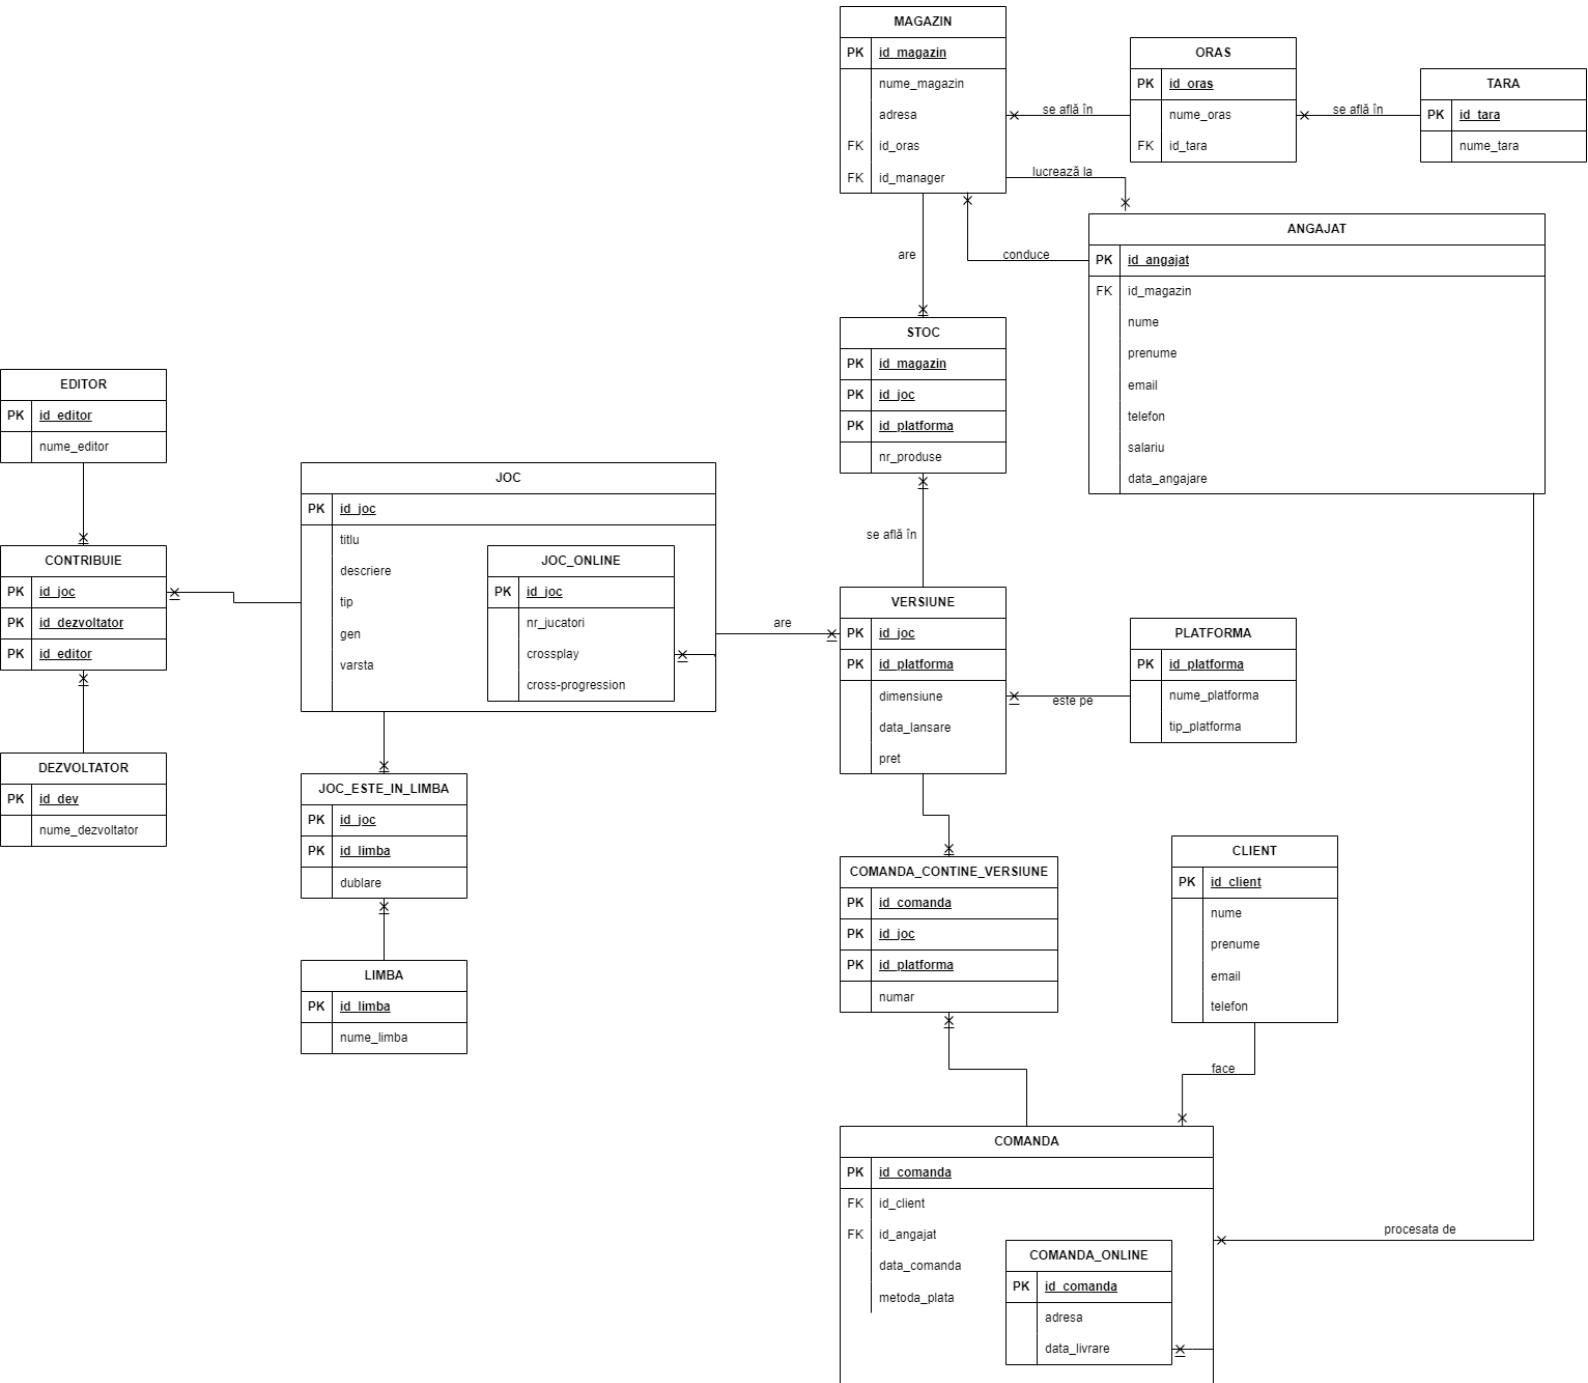 MAGAZIN
PK id_magazin
nume_magazin
adresa
FK id_oras
FK id_manager
ORAS
PK id_oras
nume_oras
FK id_tara
TARA
PK id_tara
nume_tara
se află în
se află în
lucrează la
conduce
are
ANGAJAT
PK id_angajat
FK id_magazin
nume
prenume
email
telefon
salariu
data_angajare
STOC
PK id_magazin
PK id_joc
PK id_platforma
nr_produse
se află în
EDITOR
PK id_editor
nume_editor
CONTRIBUIE
PK id_joc
PK id_dezvoltator
PK id_editor
DEZVOLTATOR
PK id_dev
nume_dezvoltator
JOC
PK id_joc
titlu
descriere
tip
gen
varsta
JOC_ONLINE
PK id_joc
nr_jucatori
crossplay
cross-progression
are
VERSIUNE
PK id_joc
PK id_platforma
dimensiune
data_lansare
pret
este pe
PLATFORMA
PK id_platforma
nume_platforma
tip_platforma
JOC_ESTE_IN_LIMBA
PK id_joc
PK id_limba
dublare
LIMBA
PK id_limba
nume_limba
COMANDA_CONTINE_VERSIUNE
PK id_comanda
PK id_joc
PK id_platforma
numar
CLIENT
PK id_client
nume
prenume
email
telefon
face
COMANDA
PK id_comanda
FK id_client
FK id_angajat
data_comanda
metoda_plata
COMANDA_ONLINE
PK id_comanda
adresa
data_livrare
procesata de